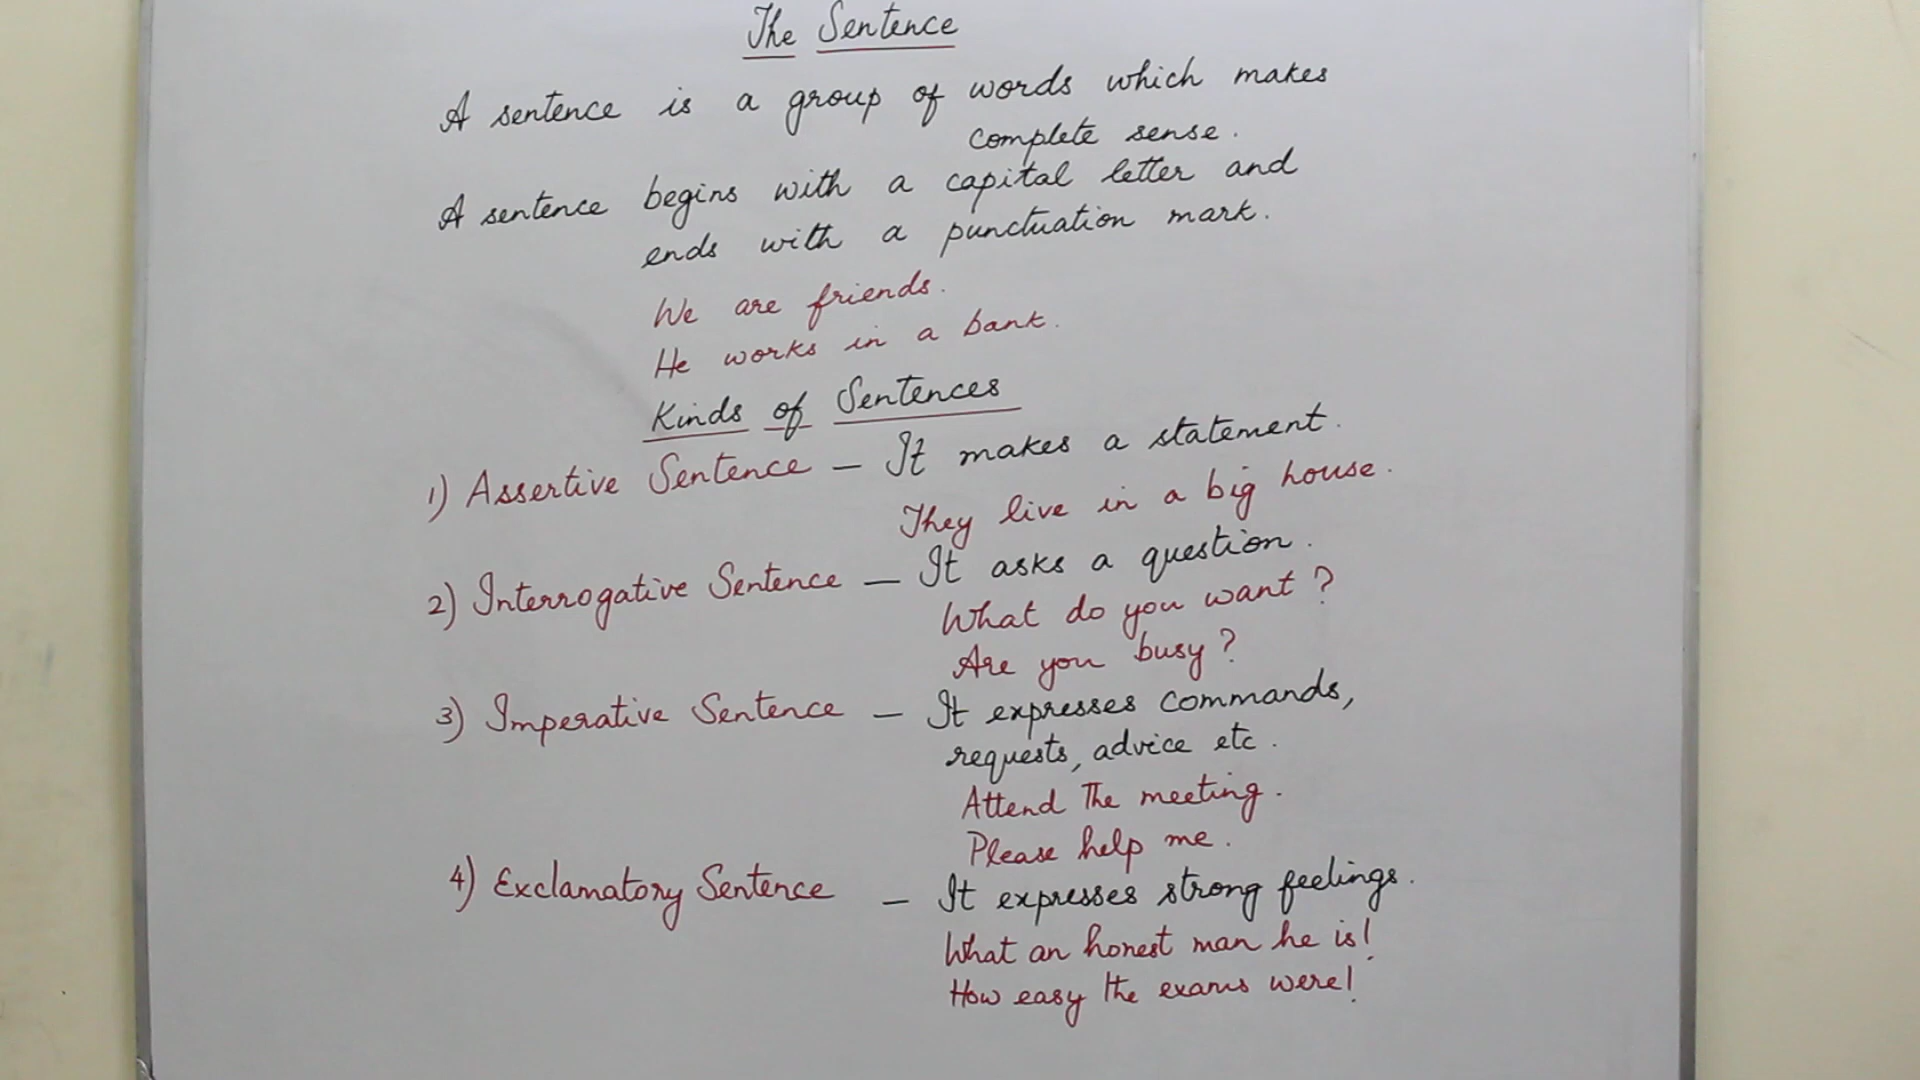 The Sentence
A sentence is a group of words which makes
complete sense.
A sentence begins with a capital letter and
ends with a punctuation mark.
We are friends.
He works in a bank.
Kinds of Sentences
1) Assertive Sentence – It makes a statement.
They live in a big house.
2) Interrogative Sentence – It asks a question.
What do you want?
Are you busy?
3) Imperative Sentence – It expresses commands,
requests, advice etc.
Attend the meeting.
Please help me.
4) Exclamatory Sentence – It expresses strong feelings.
What an honest man he is!
How easy the exams were!